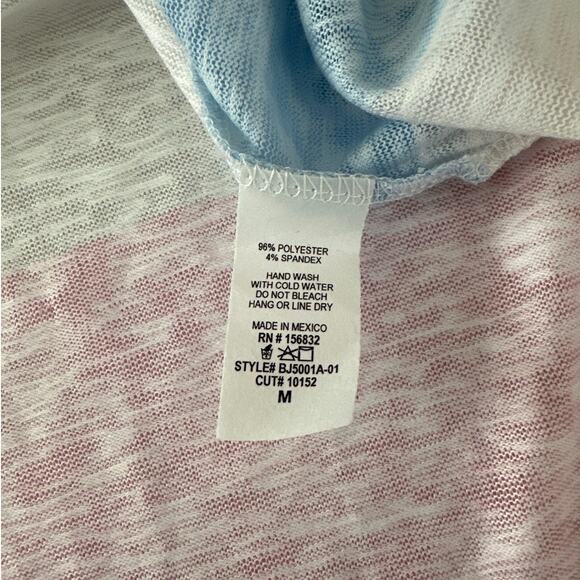 96% POLYESTER
4% SPANDEX
HAND WASH
WITH COLD WATER
DO NOT BLEACH
HANG OR LINE DRY
MADE IN MEXICO
RN # 156832
STYLE# BJ5001A-01
CUT# 10152
M